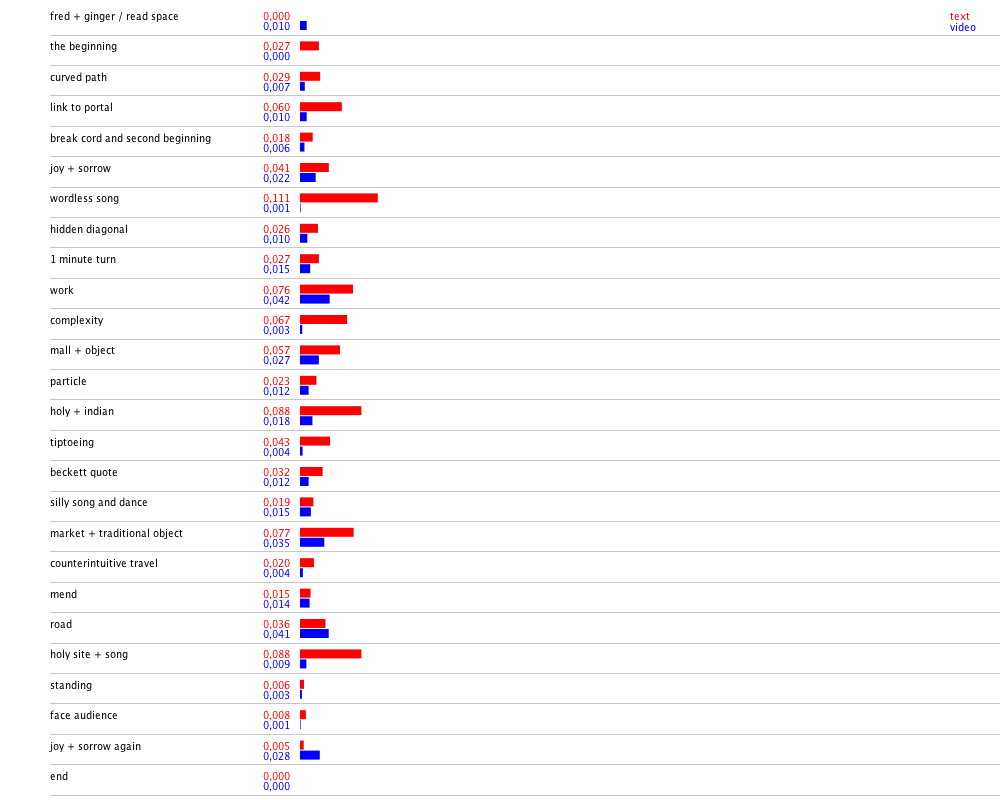 fred + ginger / read space 0,000 text
0,010 video
the beginning 0,027
0,000
curved path 0,029
0,007
link to portal 0,060
0,010
break cord and second beginning 0,018
0,006
joy + sorrow 0,041
0,022
wordless song 0,111
0,001
hidden diagonal 0,026
0,010
1 minute turn 0,027
0,015
work 0,076
0,042
complexity 0,067
0,003
mall + object 0,057
0,027
particle 0,023
0,012
holy + indian 0,088
0,018
tiptoeing 0,043
0,004
beckett quote 0,032
0,012
silly song and dance 0,019
0,015
market + traditional object 0,077
0,035
counterintuitive travel 0,020
0,004
mend 0,015
0,014
road 0,036
0,041
holy site + song 0,088
0,009
standing 0,006
0,003
face audience 0,008
0,001
joy + sorrow again 0,005
0,028
end 0,000
0,000